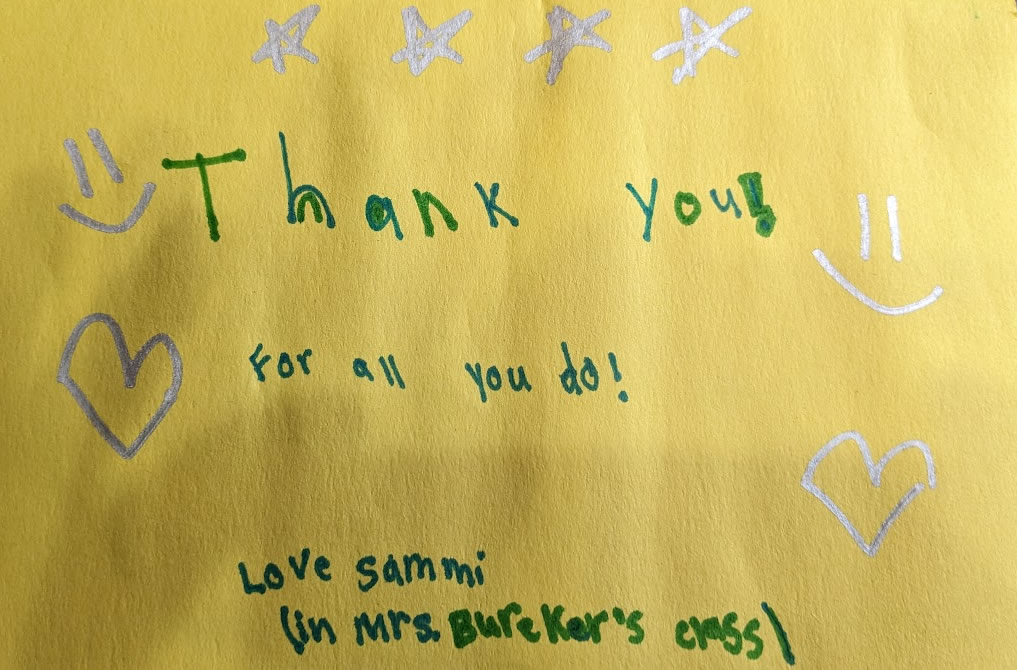 Thank you!
For all you do!
Love sammi
(in Mrs. Bureker's class)